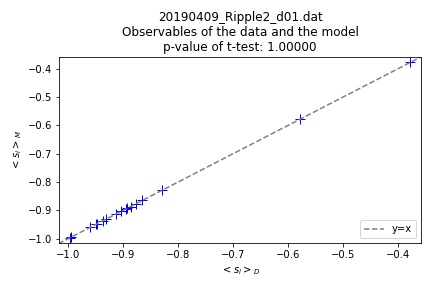 20190409_Ripple2_d01.dat
Observables of the data and the model
p-value of t-test: 1.00000
−0.4
−0.5
−0.6
−0.7
−0.8
−0.9
−1.0
< s_i >_M
y=x
−1.0 −0.9 −0.8 −0.7 −0.6 −0.5 −0.4
< s_i >_D